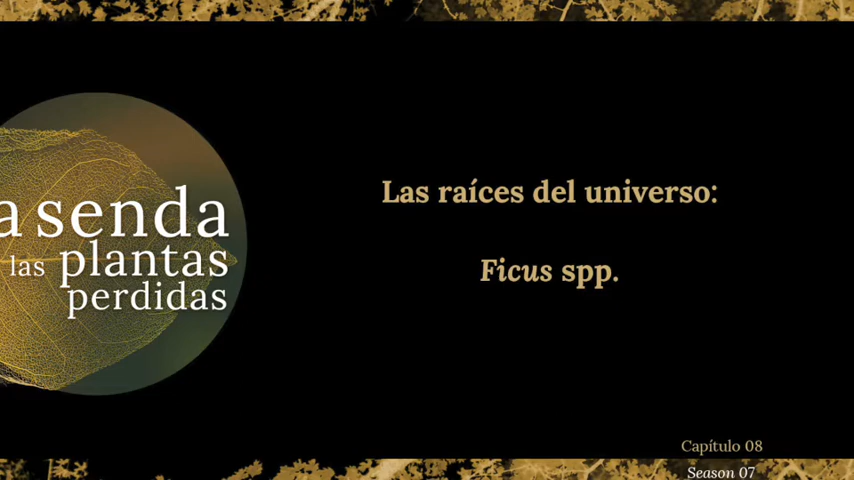 a senda
las plantas
perdidas
Las raíces del universo:
Ficus spp.
Capítulo 08
Season 07